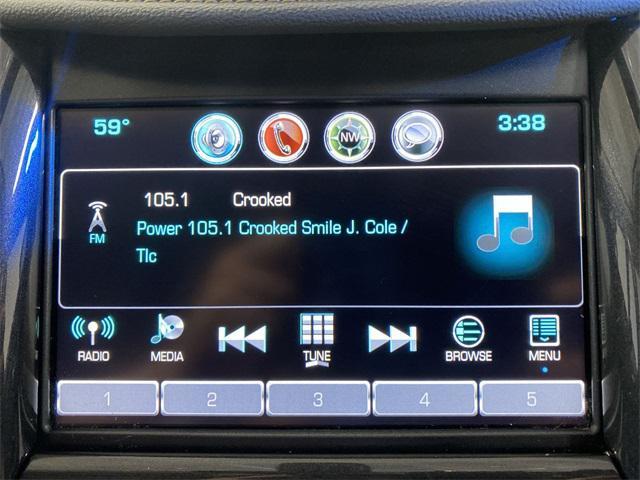 59° NW 3:38
105.1 Crooked
FM Power 105.1 Crooked Smile J. Cole /
Tlc
RADIO MEDIA TUNE BROWSE MENU
1 2 3 4 5